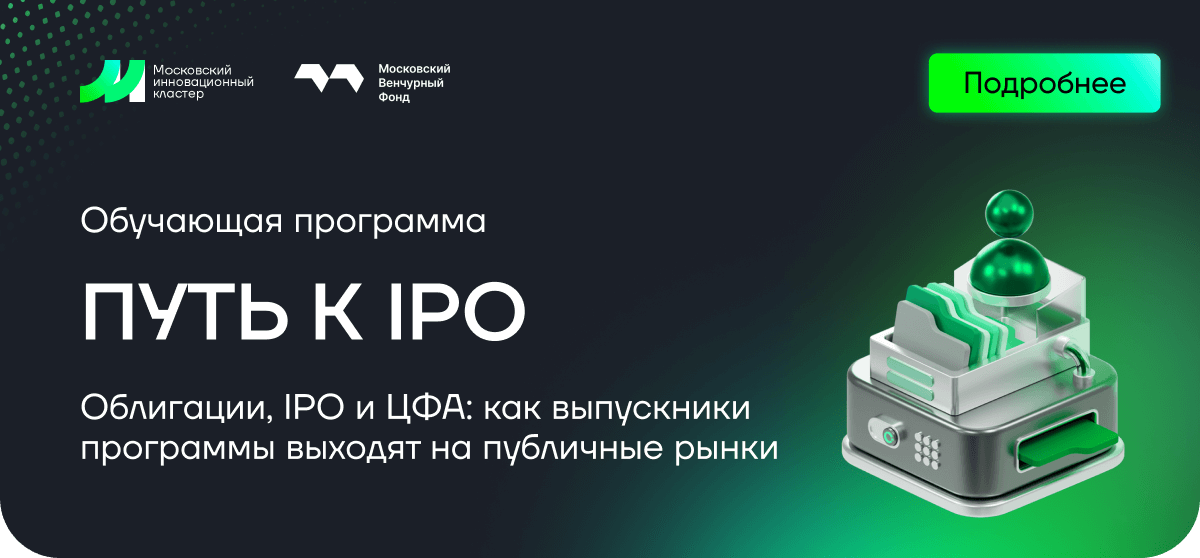 Московский
инновационный
кластер
Московский
Венчурный
Фонд
Подробнее
Обучающая программа
ПУТЬ К IPO
Облигации, IPO и ЦФА: как выпускники
программы выходят на публичные рынки